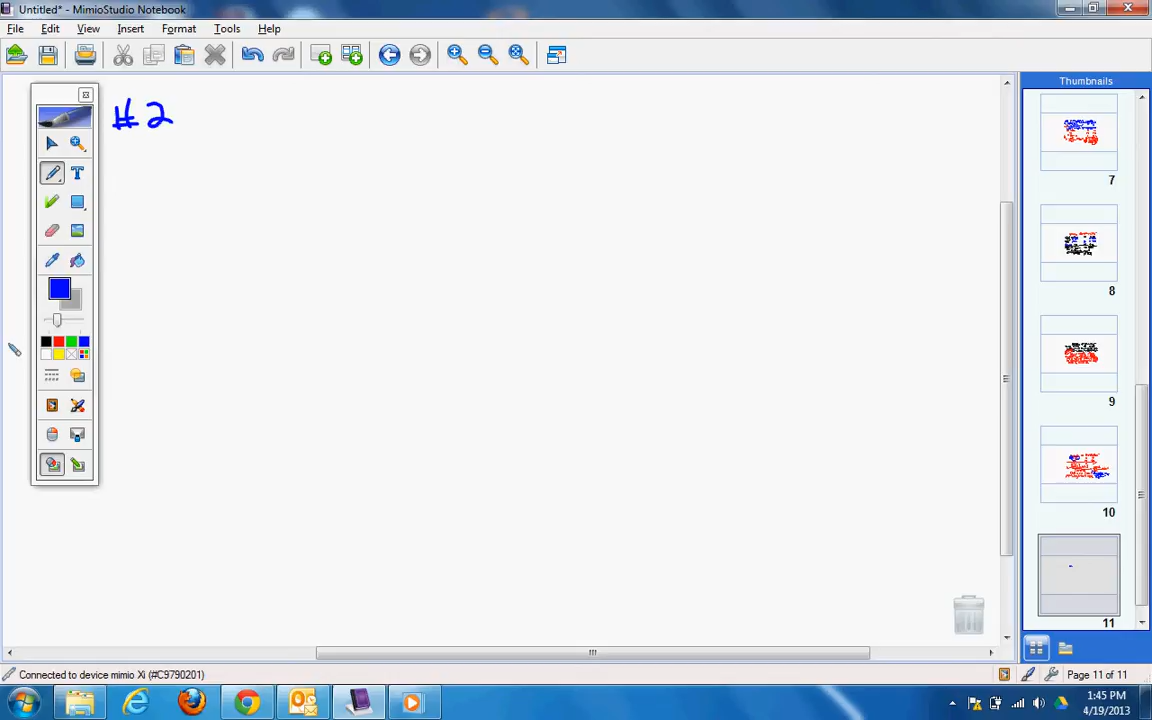 Untitled* - MimioStudio Notebook
File Edit View Insert Format Tools Help
Thumbnails
#2
7
8
9
10
11
Connected to device mimio Xi (#C9790201)
Page 11 of 11
1:45 PM
4/19/2013